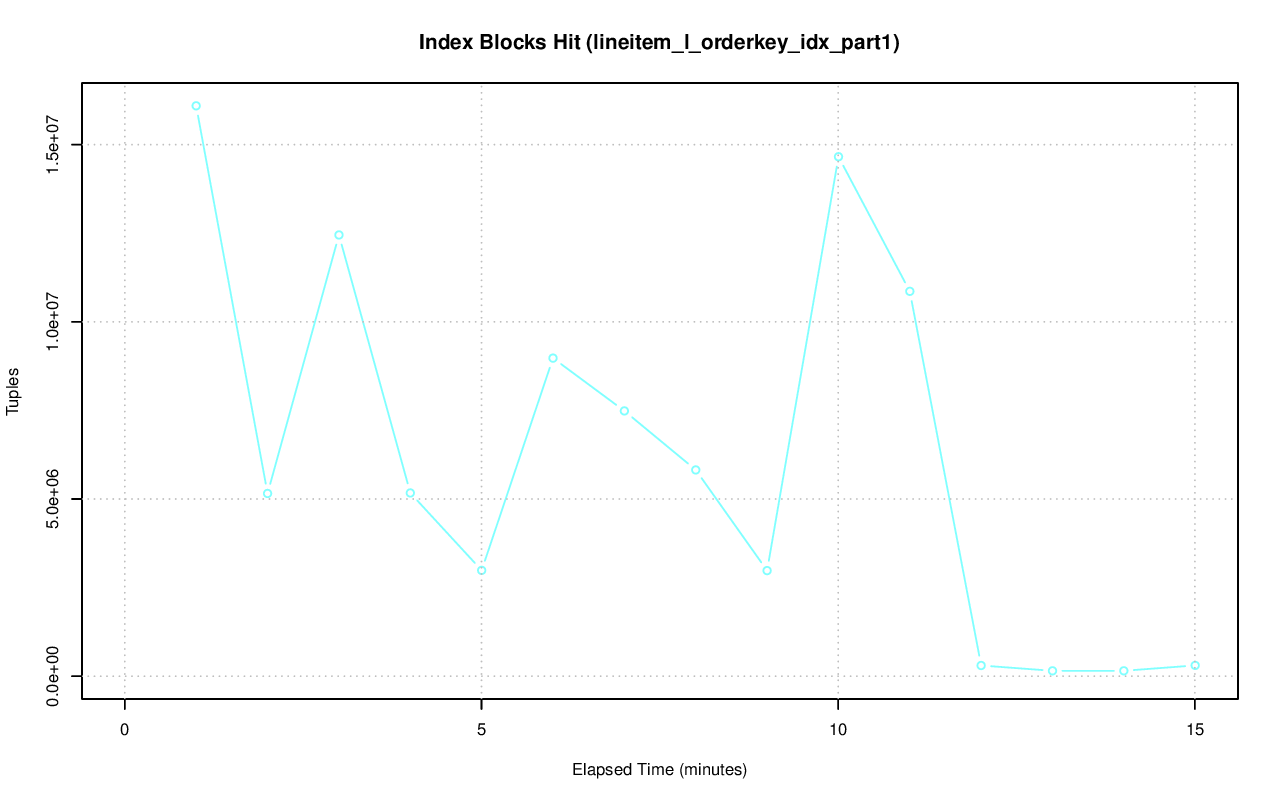 Index Blocks Hit (lineitem_l_orderkey_idx_part1)
Tuples
1.5e+07
1.0e+07
5.0e+06
0.0e+00
0 5 10 15
Elapsed Time (minutes)